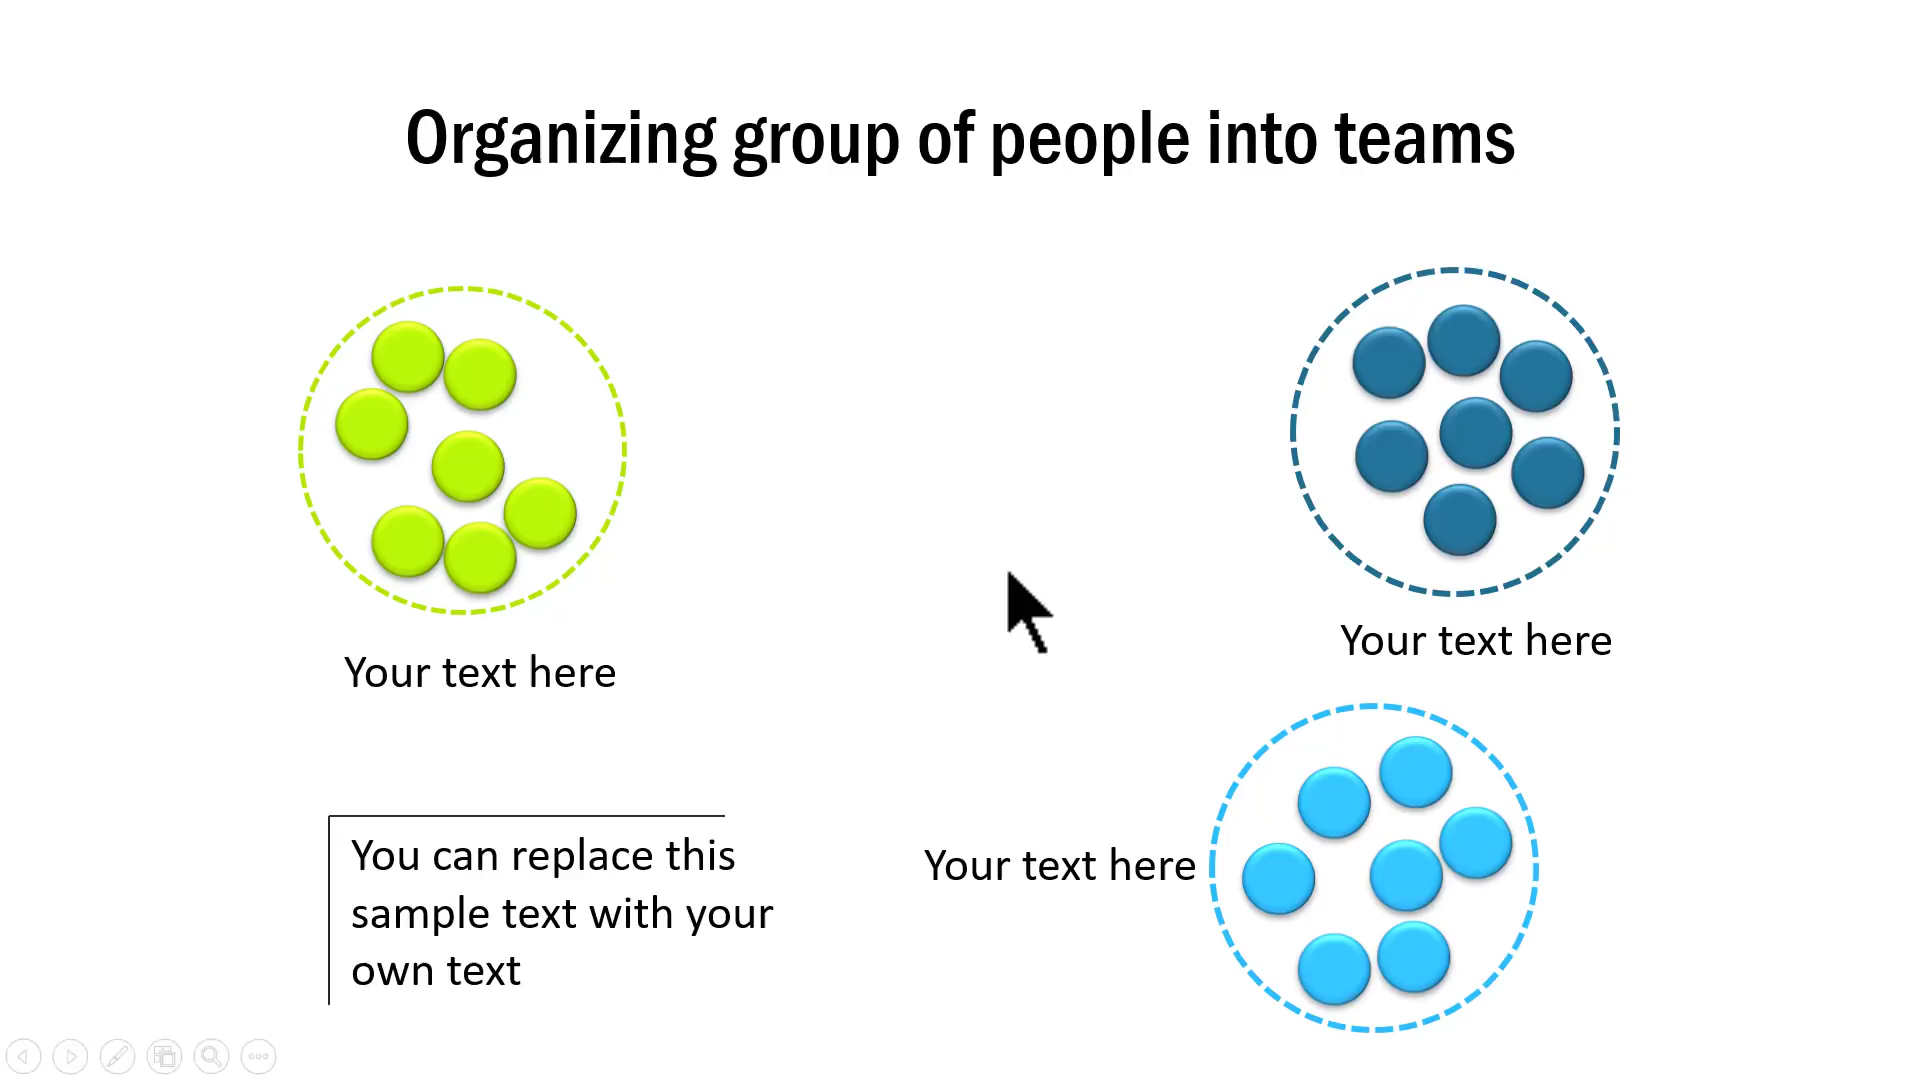 Organizing group of people into teams
Your text here
Your text here
Your text here
You can replace this
sample text with your
own text